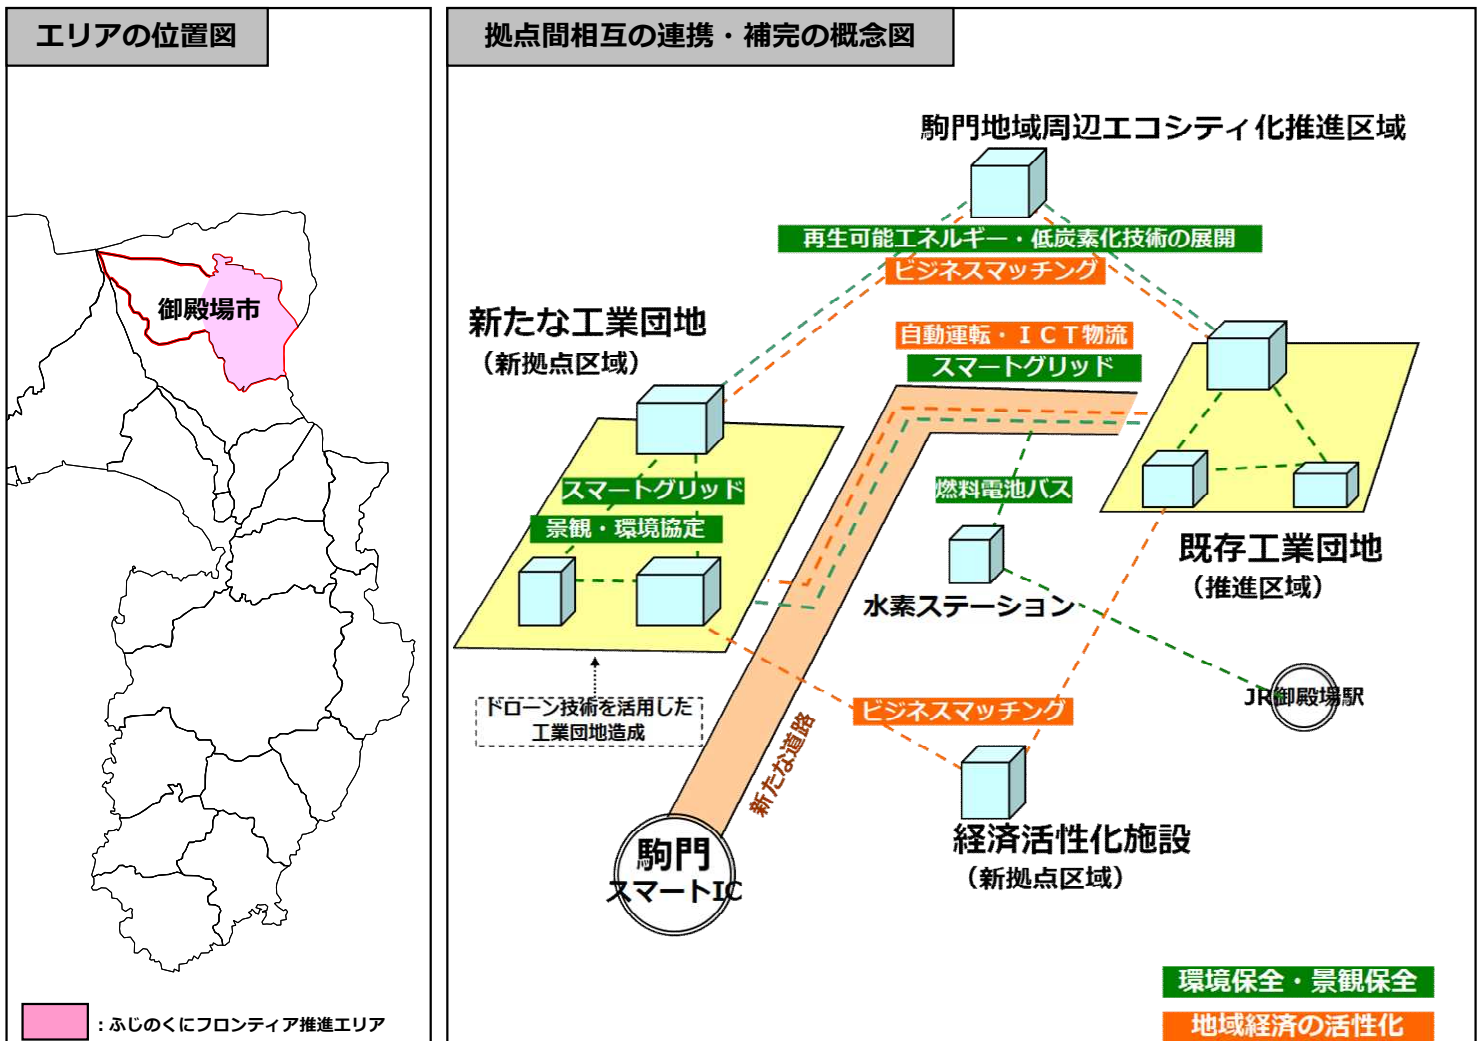 エリアの位置図
御殿場市
：ふじのくにフロンティア推進エリア
拠点間相互の連携・補完の概念図
駒門地域周辺エコシティ化推進区域
再生可能エネルギー・低炭素化技術の展開
ビジネスマッチング
新たな工業団地
（新拠点区域）
自動運転・ＩＣＴ物流
スマートグリッド
スマートグリッド
景観・環境協定
燃料電池バス
水素ステーション
既存工業団地
（推進区域）
JR御殿場駅
ドローン技術を活用した
工業団地造成
ビジネスマッチング
新たな道路
経済活性化施設
（新拠点区域）
駒門
スマートIC
環境保全・景観保全
地域経済の活性化